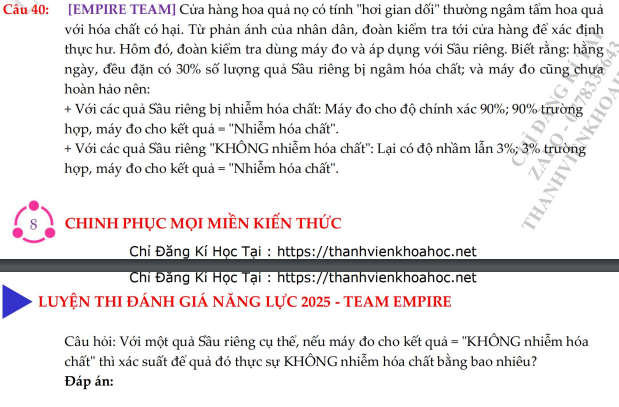 Câu 40: [EMPIRE TEAM] Cửa hàng hoa quả nọ có tính "hơi gian dối" thường ngâm tẩm hoa quả
với hóa chất có hại. Từ phản ánh của nhân dân, đoàn kiểm tra tới cửa hàng để xác định
thực hư. Hôm đó, đoàn kiểm tra dùng máy đo và áp dụng với Sầu riêng. Biết rằng: hằng
ngày, đều đặn có 30% số lượng quả Sầu riêng bị ngâm hóa chất; và máy đo cũng chưa
hoàn hảo nên:
+ Với các quả Sầu riêng bị nhiễm hóa chất: Máy đo cho độ chính xác 90%; 90% trường
hợp, máy đo cho kết quả = "Nhiễm hóa chất".
+ Với các quả Sầu riêng "KHÔNG nhiễm hóa chất": Lại có độ nhầm lẫn 3%; 3% trường
hợp, máy đo cho kết quả = "Nhiễm hóa chất".
8 CHINH PHỤC MỌI MIỀN KIẾN THỨC
Chỉ Đăng Kí Học Tại : https://thanhvienkhoahoc.net
Chỉ Đăng Kí Học Tại : https://thanhvienkhoahoc.net
LUYỆN THI ĐÁNH GIÁ NĂNG LỰC 2025 - TEAM EMPIRE
Câu hỏi: Với một quả Sầu riêng cụ thể, nếu máy đo cho kết quả = "KHÔNG nhiễm hóa
chất" thì xác suất để quả đó thực sự KHÔNG nhiễm hóa chất bằng bao nhiêu?
Đáp án:
CHỈ ĐĂNG KÍ TẠI
ZALO -